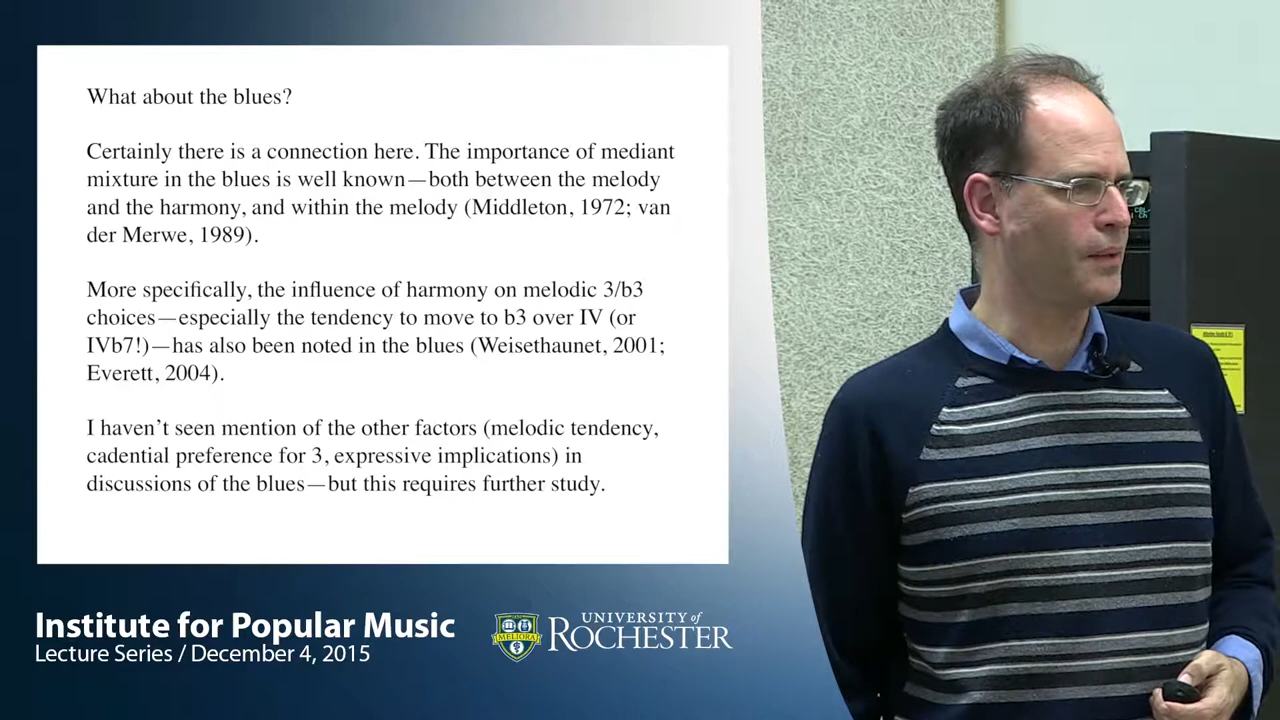 What about the blues?
Certainly there is a connection here. The importance of mediant
mixture in the blues is well known—both between the melody
and the harmony, and within the melody (Middleton, 1972; van
der Merwe, 1989).
More specifically, the influence of harmony on melodic 3/b3
choices—especially the tendency to move to b3 over IV (or
IVb7!)—has also been noted in the blues (Weisethaunet, 2001;
Everett, 2004).
I haven't seen mention of the other factors (melodic tendency,
cadential preference for 3, expressive implications) in
discussions of the blues—but this requires further study.
Institute for Popular Music
Lecture Series / December 4, 2015
MELIORA
UNIVERSITY of
ROCHESTER